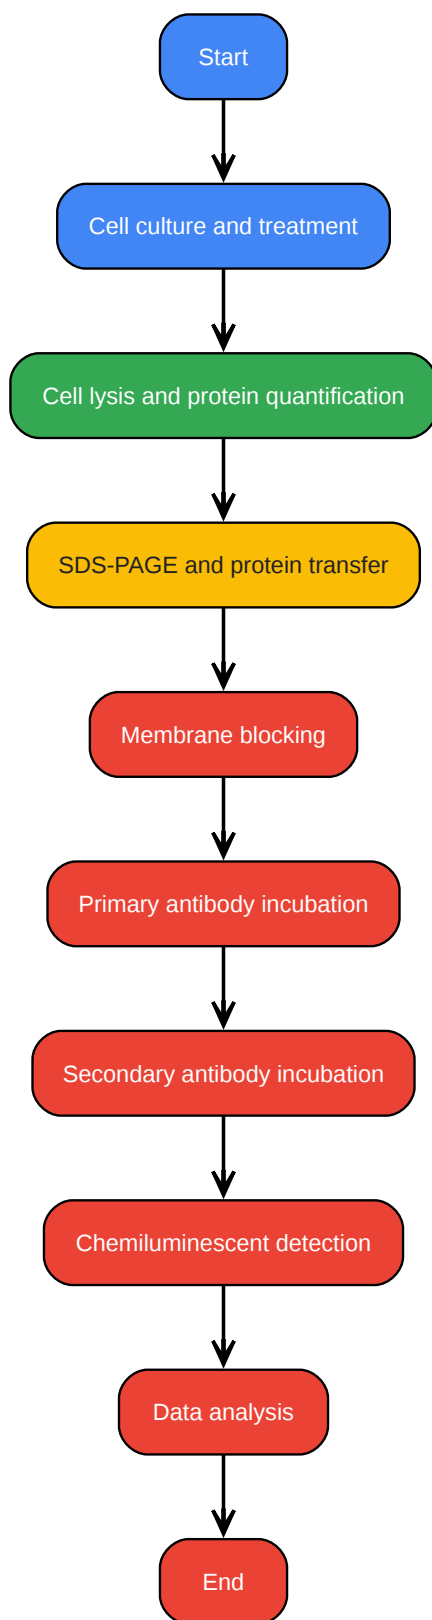 Start
Cell culture and treatment
Cell lysis and protein quantification
SDS-PAGE and protein transfer
Membrane blocking
Primary antibody incubation
Secondary antibody incubation
Chemiluminescent detection
Data analysis
End